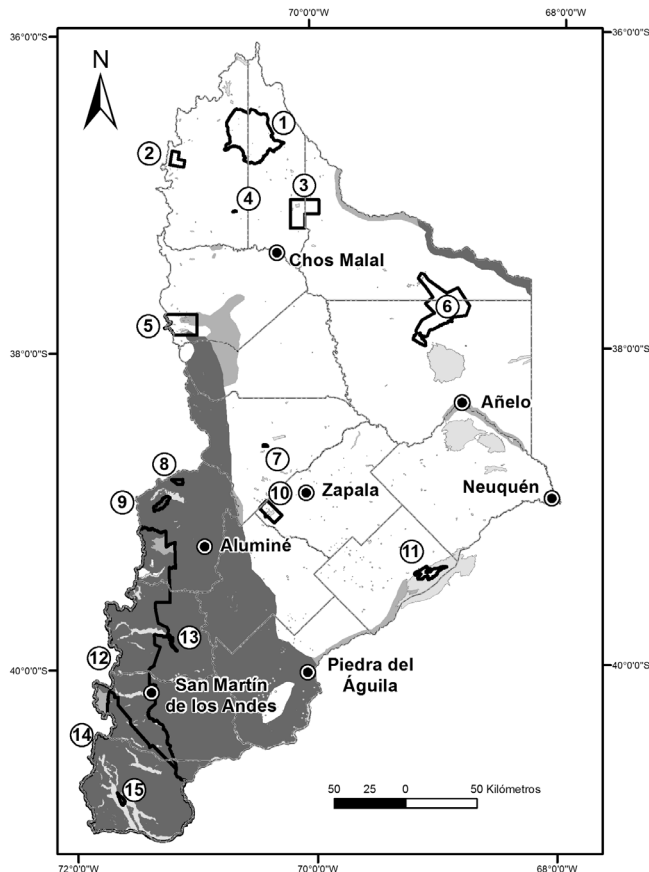 70°0'0"W 68°0'0"W
36°0'0"S 36°0'0"S
N
1
2
3
4
Chos Malal
5
6
38°0'0"S 38°0'0"S
Añelo
7
8
Neuquén
9
10
Zapala
11
Aluminé
12
13
40°0'0"S 40°0'0"S
Piedra del
Águila
San Martín
de los Andes
14
15
50 25 0 50 Kilómetros
72°0'0"W 70°0'0"W 68°0'0"W